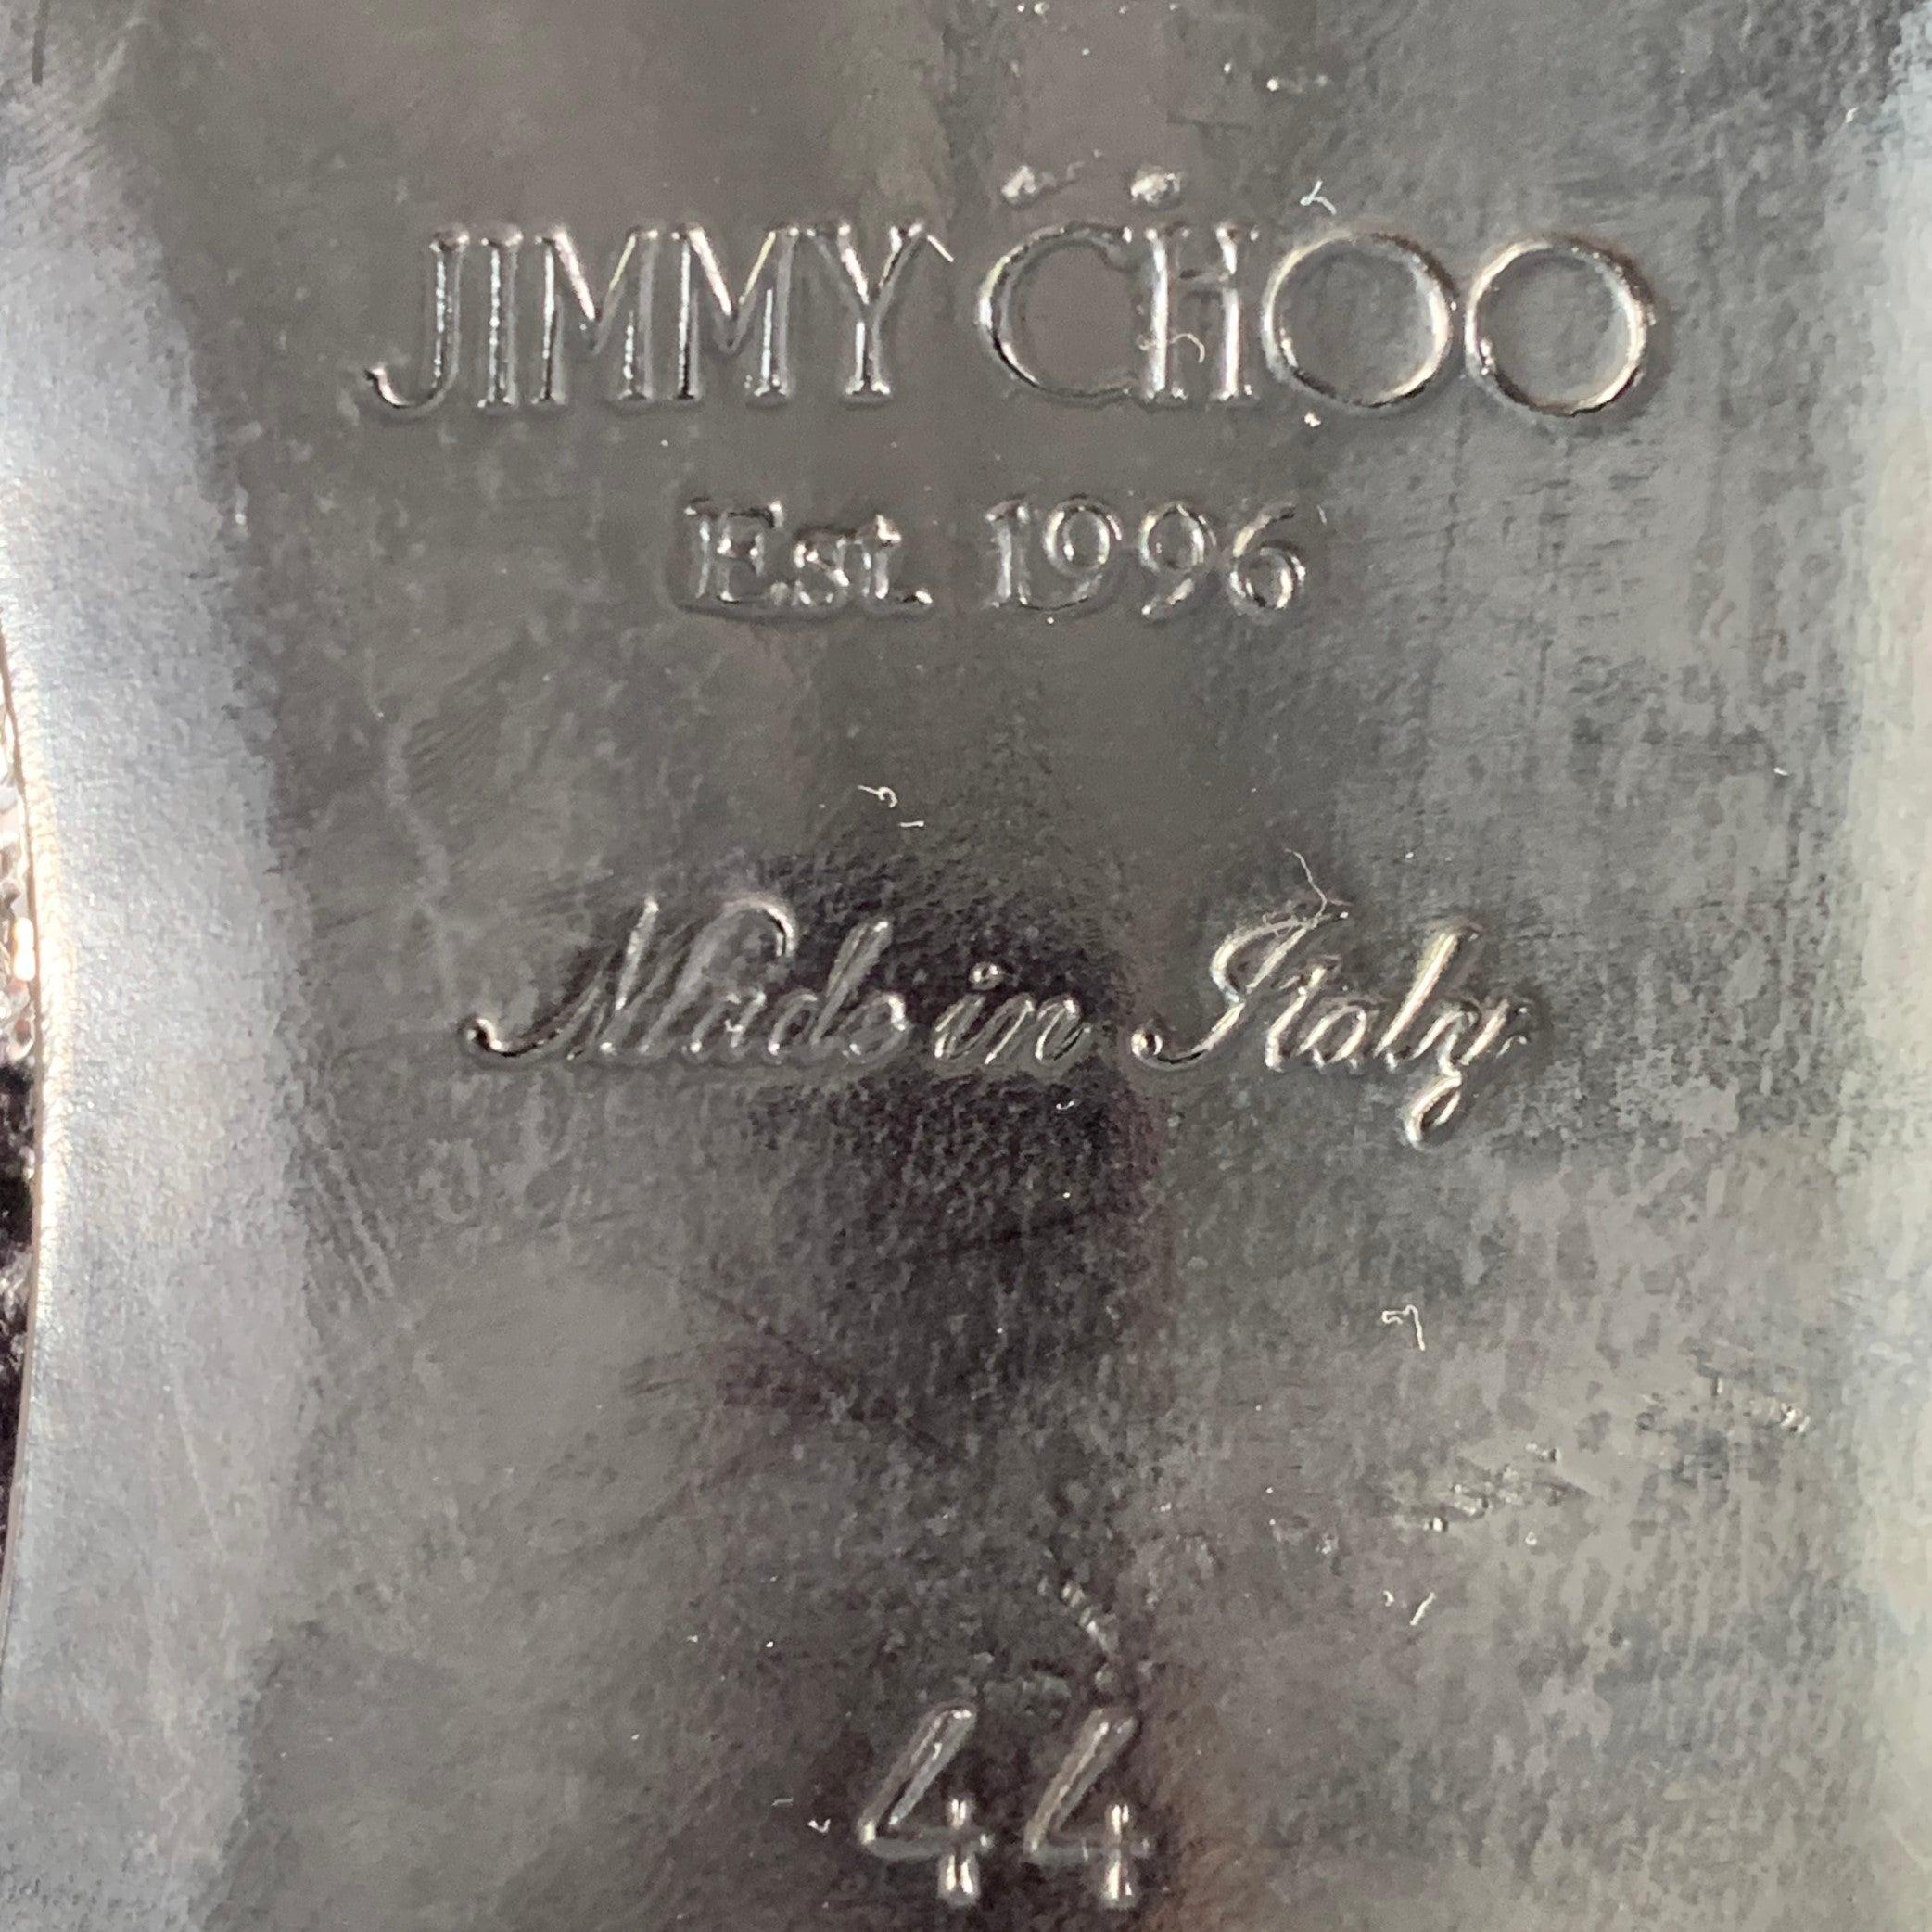 JIMMY CHOO
Est. 1996
Made in Italy
44